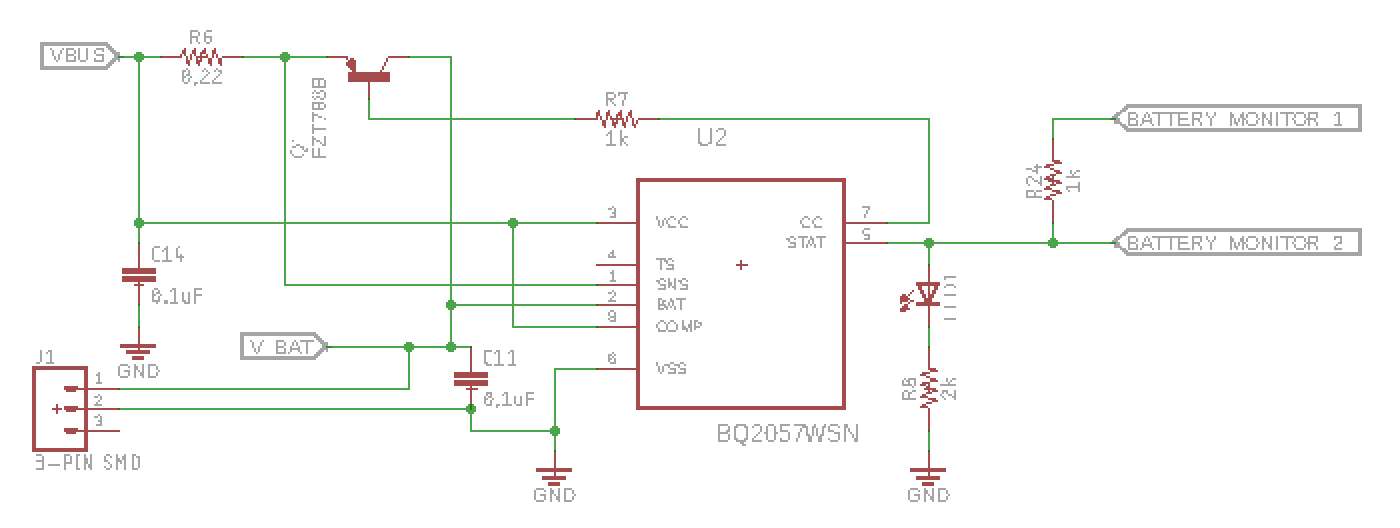 VBUS
R6
0.22
FZT788B
R7
1k
U2
BATTERY MONITOR 1
R24
1k
BATTERY MONITOR 2
3
VCC
CC
7
STAT
5
4
TS
1
SNS
2
BAT
9
COMP
6
VSS
C14
0.1uF
GND
V BAT
C11
0.1uF
J1
1
2
3
3-PIN SMD
R8
2k
BQ2057WSN
GND
GND